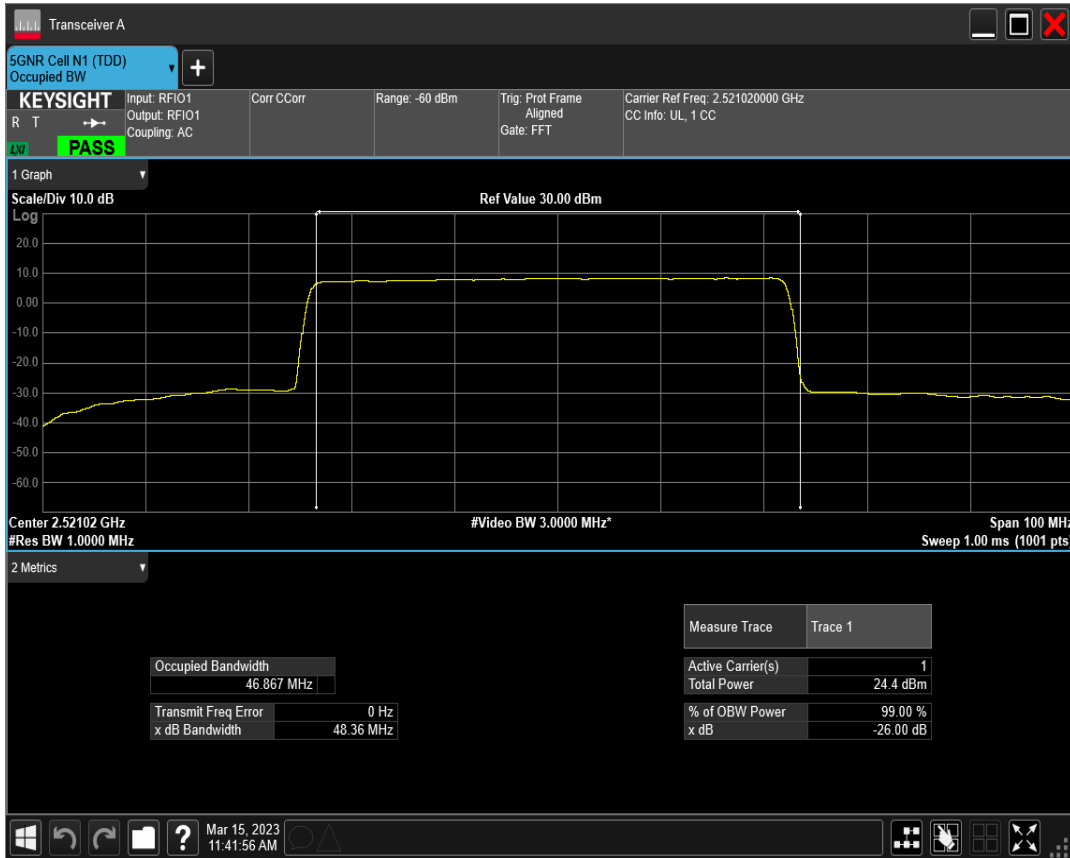 Transceiver A
5GNR Cell N1 (TDD)
Occupied BW
+
KEYSIGHT
R T
LXI
PASS
Input: RFIO1
Output: RFIO1
Coupling: AC
Corr CCorr
Range: -60 dBm
Trig: Prot Frame
Aligned
Gate: FFT
Carrier Ref Freq: 2.521020000 GHz
CC Info: UL, 1 CC
1 Graph
Scale/Div 10.0 dB
Ref Value 30.00 dBm
Log
20.0
10.0
0.00
-10.0
-20.0
-30.0
-40.0
-50.0
-60.0
Center 2.52102 GHz
#Video BW 3.0000 MHz*
Span 100 MHz
#Res BW 1.0000 MHz
Sweep 1.00 ms (1001 pts)
2 Metrics
Measure Trace Trace 1
Occupied Bandwidth
46.867 MHz
Transmit Freq Error 0 Hz
x dB Bandwidth 48.36 MHz
Active Carrier(s) 1
Total Power 24.4 dBm
% of OBW Power 99.00 %
x dB -26.00 dB
?
Mar 15, 2023
11:41:56 AM